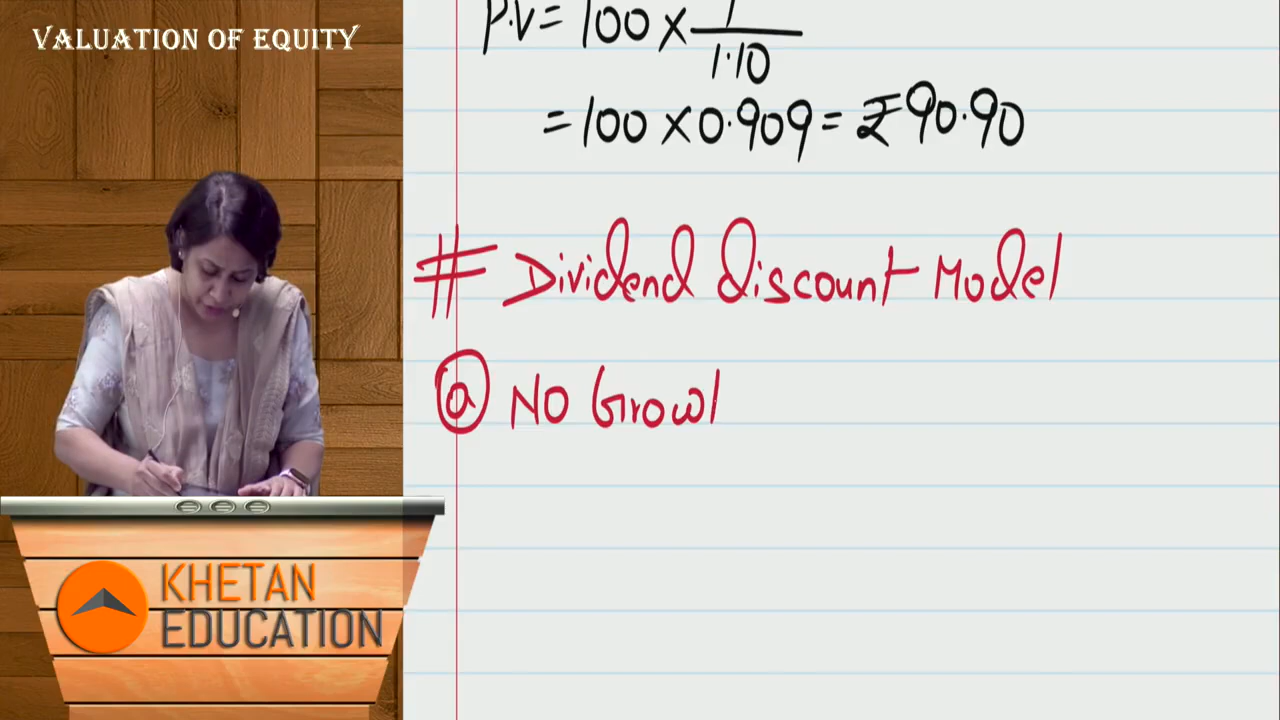 VALUATION OF EQUITY
P.V = 100 × 1/1.10
= 100 × 0.909 = ₹90.90
# Dividend discount Model
ⓐ NO Growl
KHETAN
EDUCATION